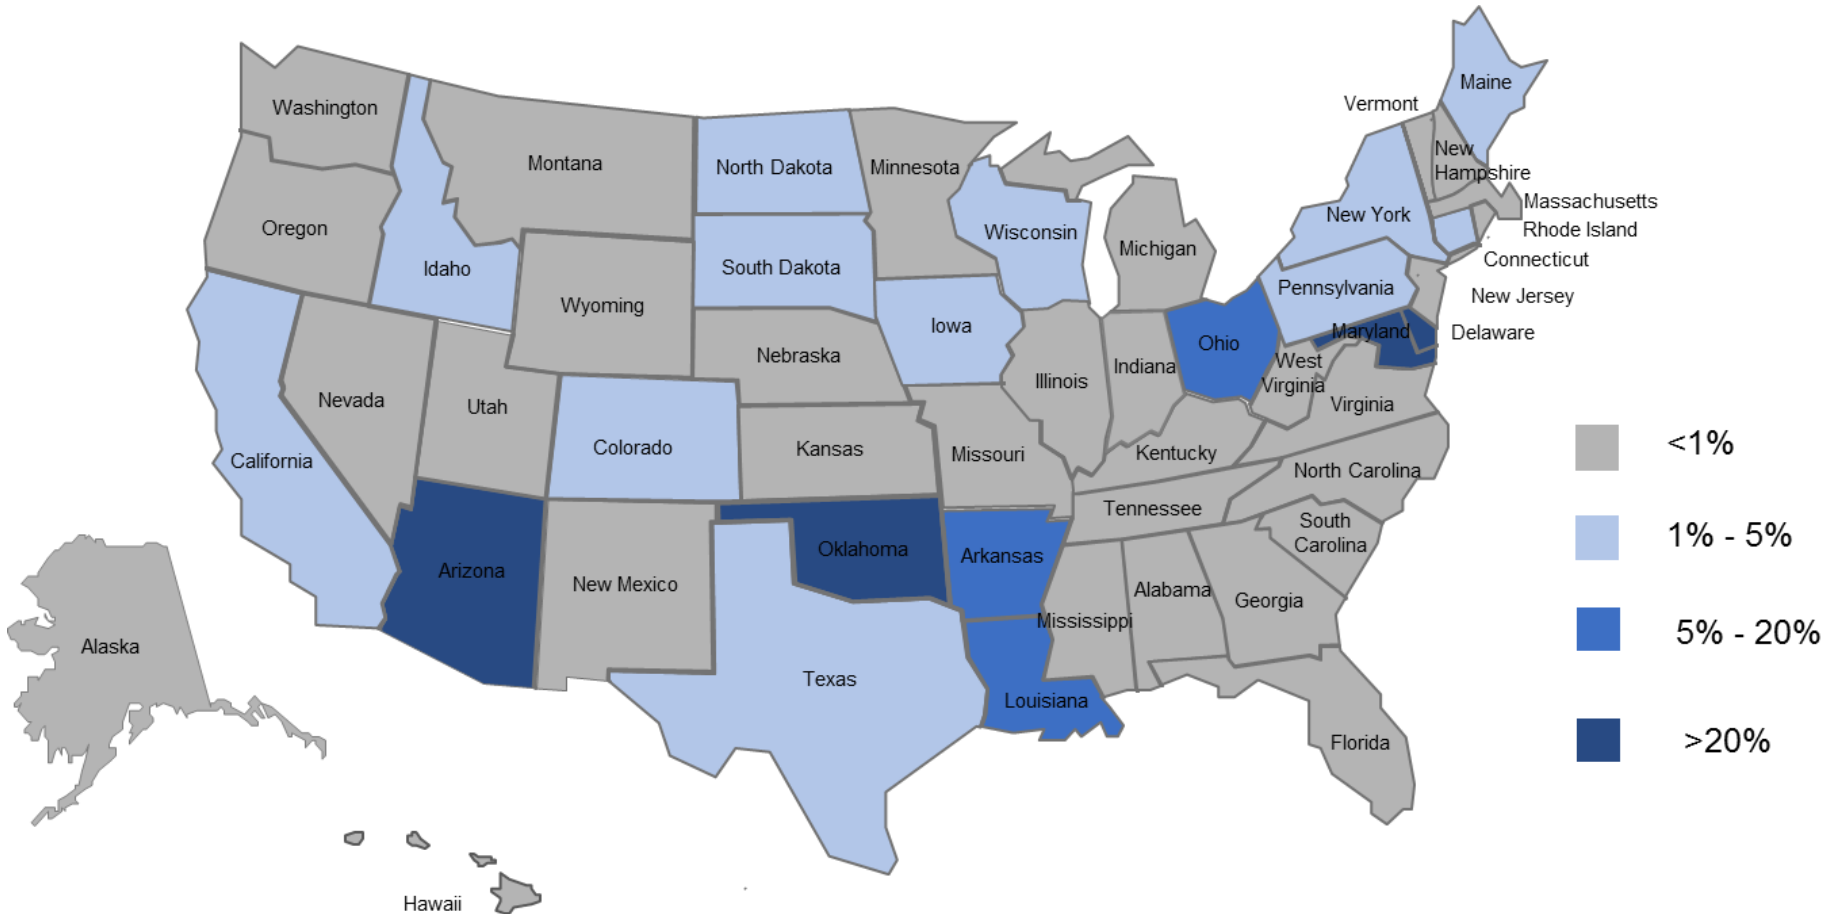 Maine
Vermont
Washington
New
Hampshire
Montana
North Dakota
Minnesota
Massachusetts
New York
Rhode Island
Oregon
Wisconsin
Michigan
Connecticut
Idaho
South Dakota
Pennsylvania
New Jersey
Wyoming
Iowa
Maryland
Delaware
Ohio
Nebraska
West
Virginia
Indiana
Illinois
Nevada
Utah
Virginia
Colorado
Kansas
Missouri
Kentucky
California
North Carolina
<1%
Tennessee
South
Carolina
1% - 5%
Oklahoma
Arkansas
Arizona
New Mexico
Alabama
Georgia
Mississippi
5% - 20%
Alaska
Texas
Louisiana
Florida
>20%
Hawaii